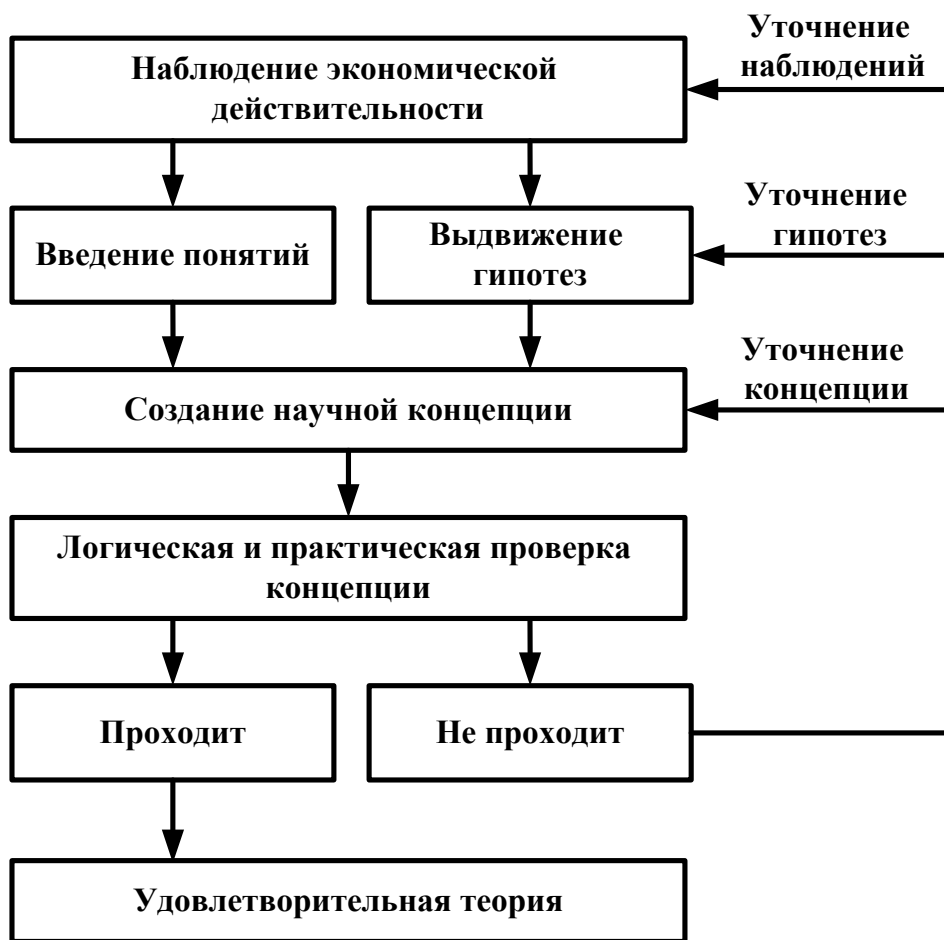 Уточнение
наблюдений
Наблюдение экономической
действительности
Введение понятий
Выдвижение
гипотез
Уточнение
гипотез
Создание научной концепции
Уточнение
концепции
Логическая и практическая проверка
концепции
Проходит
Не проходит
Удовлетворительная теория